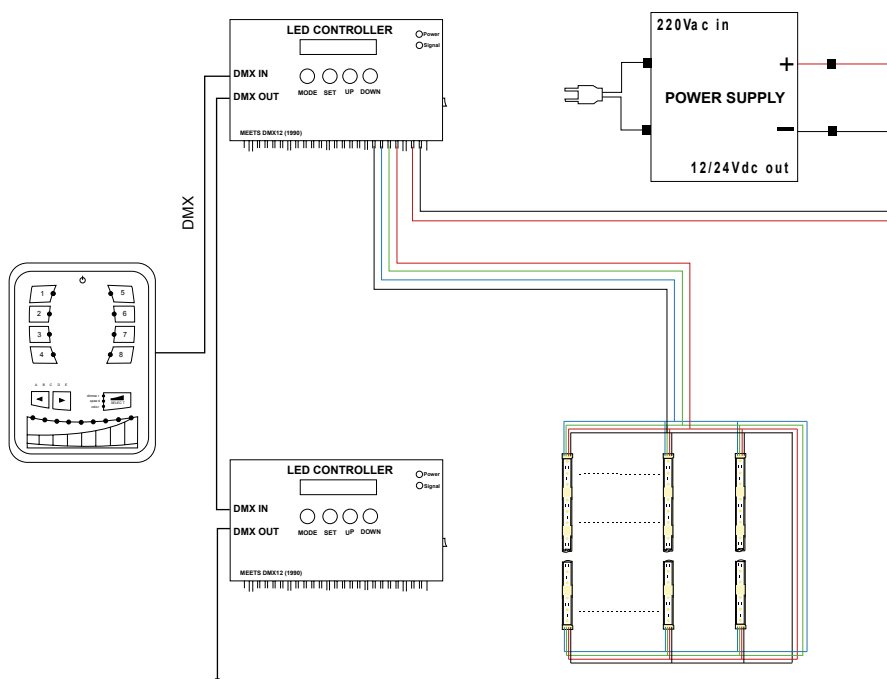 LED CONTROLLER
Power
Signal
DMX IN
DMX OUT
MODE SET UP DOWN
MEETS DMX12 (1990)
220Vac in
+
POWER SUPPLY
−
12/24Vdc out
DMX
1 5
2 6
3 7
4 8
A B C D E
SELECT
LED CONTROLLER
Power
Signal
DMX IN
DMX OUT
MODE SET UP DOWN
MEETS DMX12 (1990)